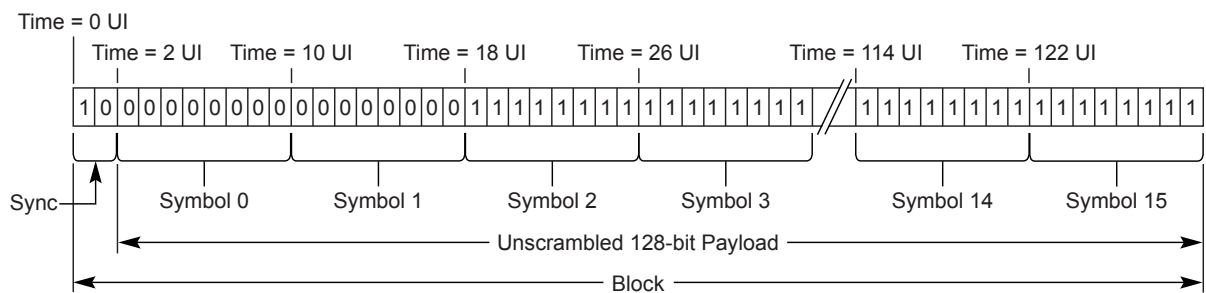 Time = 0 UI
Time = 2 UI Time = 10 UI Time = 18 UI Time = 26 UI Time = 114 UI Time = 122 UI
1 0 0 0 0 0 0 0 0 0 0 0 0 0 0 0 0 0 1 1 1 1 1 1 1 1 1 1 1 1 1 1 1 1 1 1 1 1 1 1 1 1 1 1 1 1 1 1 1 1
Sync Symbol 0 Symbol 1 Symbol 2 Symbol 3 Symbol 14 Symbol 15
Unscrambled 128-bit Payload
Block